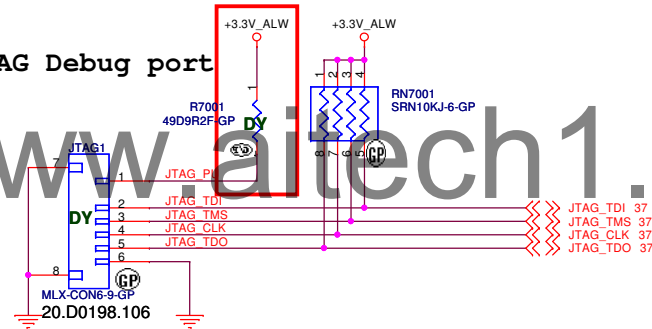 +3.3V_ALW
+3.3V_ALW
AG Debug port
1
1 2 3 4
R7001
49D9R2F-GP
DY
RN7001
SRN10KJ-6-GP
8 7 6 5
GP
www.aitech1.
JTAG1
7
1 JTAG_PU
2 JTAG_TDI
3 JTAG_TMS
4 JTAG_CLK
5 JTAG_TDO
6
DY
JTAG_TDI 37
JTAG_TMS 37
JTAG_CLK 37
JTAG_TDO 37
8
GP
MLX-CON6-9-GP
20.D0198.106